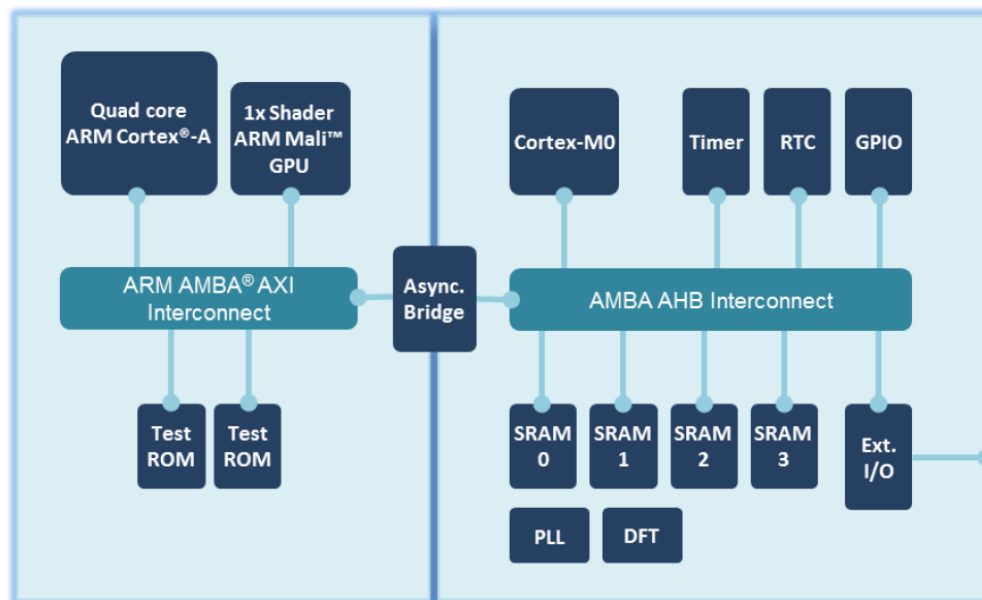 Quad core
ARM Cortex®-A
1x Shader
ARM Mali™
GPU
Cortex-M0
Timer
RTC
GPIO
ARM AMBA® AXI
Interconnect
Async.
Bridge
AMBA AHB Interconnect
Test
ROM
Test
ROM
SRAM
0
SRAM
1
SRAM
2
SRAM
3
Ext.
I/O
PLL
DFT